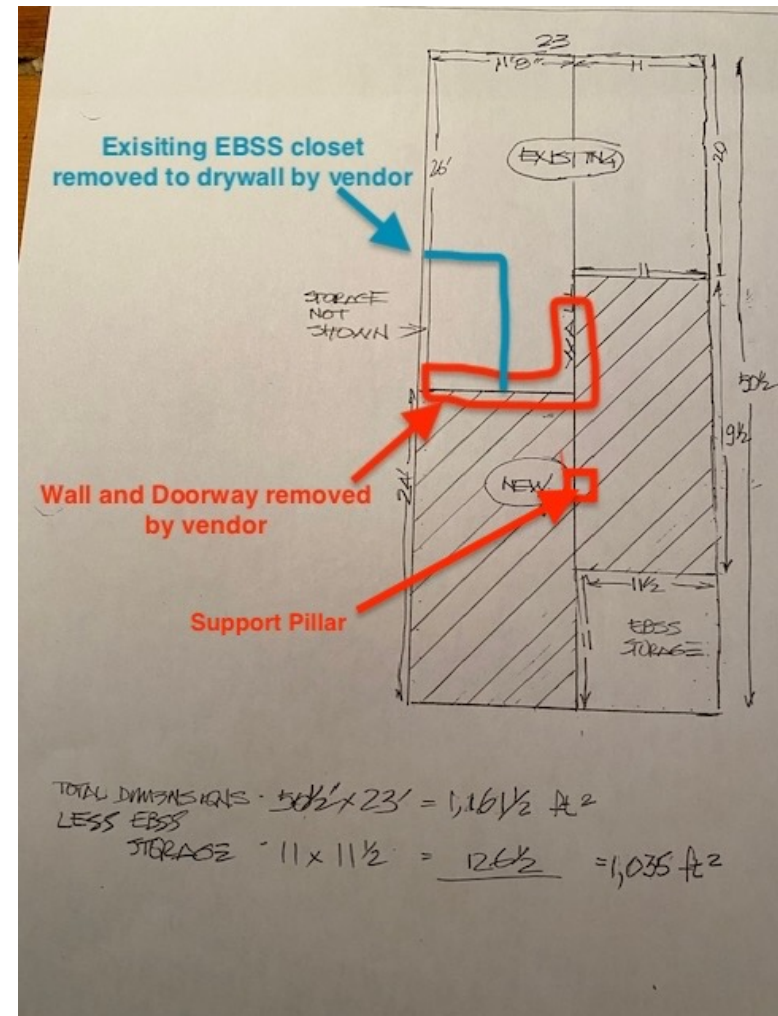 23
11'8"
11
Exisiting EBSS closet
removed to drywall by vendor
EXISTING
26'
20
11
STORAGE
NOT
SHOWN
WALL
50½
9½
24'
NEW
Wall and Doorway removed
by vendor
11½
Support Pillar
11
EBSS
STORAGE
TOTAL DIMENSIONS - 50½' x 23' = 1,161½ ft²
LESS EBSS
STORAGE - 11 x 11½ = 126½ = 1,035 ft²